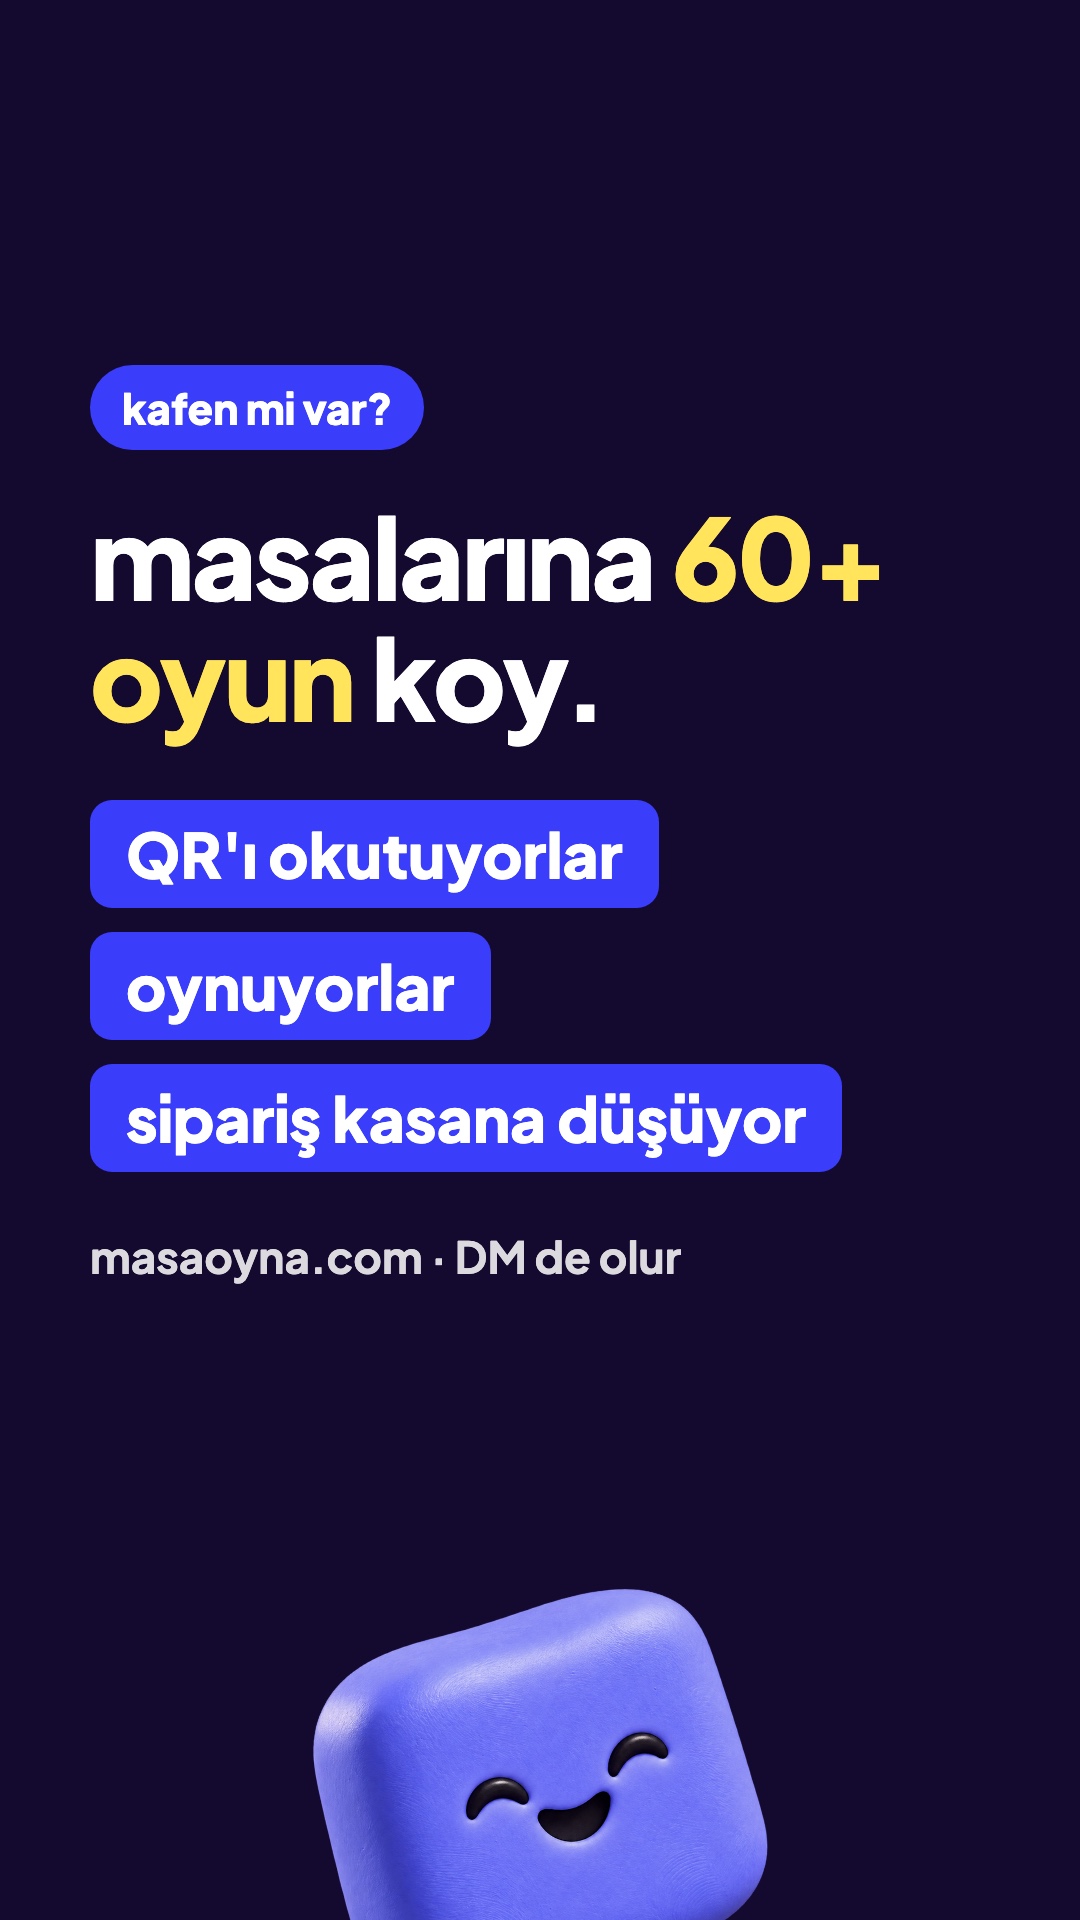 kafen mi var?
masalarına 60+
oyun koy.
QR'ı okutuyorlar
oynuyorlar
sipariş kasana düşüyor
masaoyna.com · DM de olur